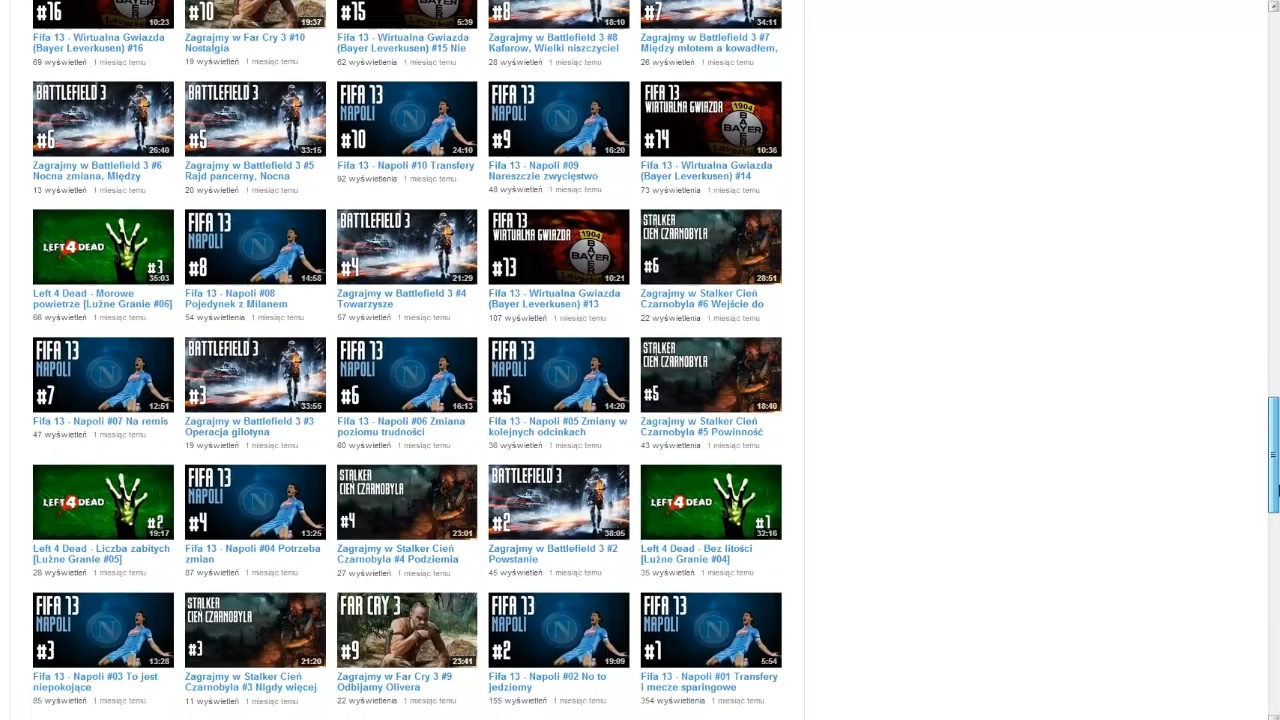 #16
10:23
#10
19:37
#15
5:39
#8
18:10
#7
34:11
Fifa 13 - Wirtualna Gwiazda
(Bayer Leverkusen) #16
69 wyświetleń 1 miesiąc temu
Zagrajmy w Far Cry 3 #10
Nostalgia
19 wyświetleń 1 miesiąc temu
Fifa 13 - Wirtualna Gwiazda
(Bayer Leverkusen) #15 Nie
62 wyświetlenia 1 miesiąc temu
Zagrajmy w Battlefield 3 #8
Kafarow, Wielki niszczyciel
28 wyświetleń 1 miesiąc temu
Zagrajmy w Battlefield 3 #7
Między młotem a kowadłem,
26 wyświetleń 1 miesiąc temu
BATTLEFIELD 3
#6
26:40
BATTLEFIELD 3
#5
33:15
FIFA 13
NAPOLI
#10
24:10
FIFA 13
NAPOLI
#9
16:20
FIFA 13
WIRTUALNA GWIAZDA
1904
BAYER
BAYER
#14
10:36
Zagrajmy w Battlefield 3 #6
Nocna zmiana, Między
13 wyświetleń 1 miesiąc temu
Zagrajmy w Battlefield 3 #5
Rajd pancerny, Nocna
20 wyświetleń 1 miesiąc temu
Fifa 13 - Napoli #10 Transfery
92 wyświetlenia 1 miesiąc temu
Fifa 13 - Napoli #09
Nareszcie zwycięstwo
48 wyświetleń 1 miesiąc temu
Fifa 13 - Wirtualna Gwiazda
(Bayer Leverkusen) #14
73 wyświetlenia 1 miesiąc temu
LEFT 4 DEAD
#3
35:03
FIFA 13
NAPOLI
#8
14:58
BATTLEFIELD 3
#4
21:29
FIFA 13
WIRTUALNA GWIAZDA
1904
BAYER
BAYER
#13
10:21
STALKER
CIEN CZARNOBYLA
#6
28:51
Left 4 Dead - Morowe
powietrze [Luźne Granie #06]
66 wyświetleń 1 miesiąc temu
Fifa 13 - Napoli #08
Pojedynek z Milanem
54 wyświetlenia 1 miesiąc temu
Zagrajmy w Battlefield 3 #4
Towarzysze
57 wyświetleń 1 miesiąc temu
Fifa 13 - Wirtualna Gwiazda
(Bayer Leverkusen) #13
107 wyświetleń 1 miesiąc temu
Zagrajmy w Stalker Cień
Czarnobyla #6 Wejście do
22 wyświetlenia 1 miesiąc temu
FIFA 13
NAPOLI
#7
12:51
BATTLEFIELD 3
#3
33:55
FIFA 13
NAPOLI
#6
16:13
FIFA 13
NAPOLI
#5
14:20
STALKER
CIEN CZARNOBYLA
#5
18:40
Fifa 13 - Napoli #07 Na remis
47 wyświetleń 1 miesiąc temu
Zagrajmy w Battlefield 3 #3
Operacja gilotyna
19 wyświetleń 1 miesiąc temu
Fifa 13 - Napoli #06 Zmiana
poziomu trudności
60 wyświetleń 1 miesiąc temu
Fifa 13 - Napoli #05 Zmiany w
kolejnych odcinkach
36 wyświetleń 1 miesiąc temu
Zagrajmy w Stalker Cień
Czarnobyla #5 Powinność
43 wyświetlenia 1 miesiąc temu
LEFT 4 DEAD
#2
19:17
FIFA 13
NAPOLI
#4
13:25
STALKER
CIEN CZARNOBYLA
#4
23:01
BATTLEFIELD 3
#2
38:05
LEFT 4 DEAD
#1
32:16
Left 4 Dead - Liczba zabitych
[Luźne Granie #05]
28 wyświetleń 1 miesiąc temu
Fifa 13 - Napoli #04 Potrzeba
zmian
87 wyświetleń 1 miesiąc temu
Zagrajmy w Stalker Cień
Czarnobyla #4 Podziemia
27 wyświetleń 1 miesiąc temu
Zagrajmy w Battlefield 3 #2
Powstanie
45 wyświetleń 1 miesiąc temu
Left 4 Dead - Bez litości
[Luźne Granie #04]
35 wyświetleń 1 miesiąc temu
FIFA 13
NAPOLI
#3
13:28
STALKER
CIEN CZARNOBYLA
#3
21:20
FAR CRY 3
#9
23:41
FIFA 13
NAPOLI
#2
19:09
FIFA 13
NAPOLI
#1
5:54
Fifa 13 - Napoli #03 To jest
niepokojące
85 wyświetleń 1 miesiąc temu
Zagrajmy w Stalker Cień
Czarnobyla #3 Nigdy więcej
11 wyświetleń 1 miesiąc temu
Zagrajmy w Far Cry 3 #9
Odbijamy Olivera
22 wyświetlenia 1 miesiąc temu
Fifa 13 - Napoli #02 No to
jedziemy
155 wyświetleń 1 miesiąc temu
Fifa 13 - Napoli #01 Transfery
i mecze sparingowe
354 wyświetlenia 1 miesiąc temu